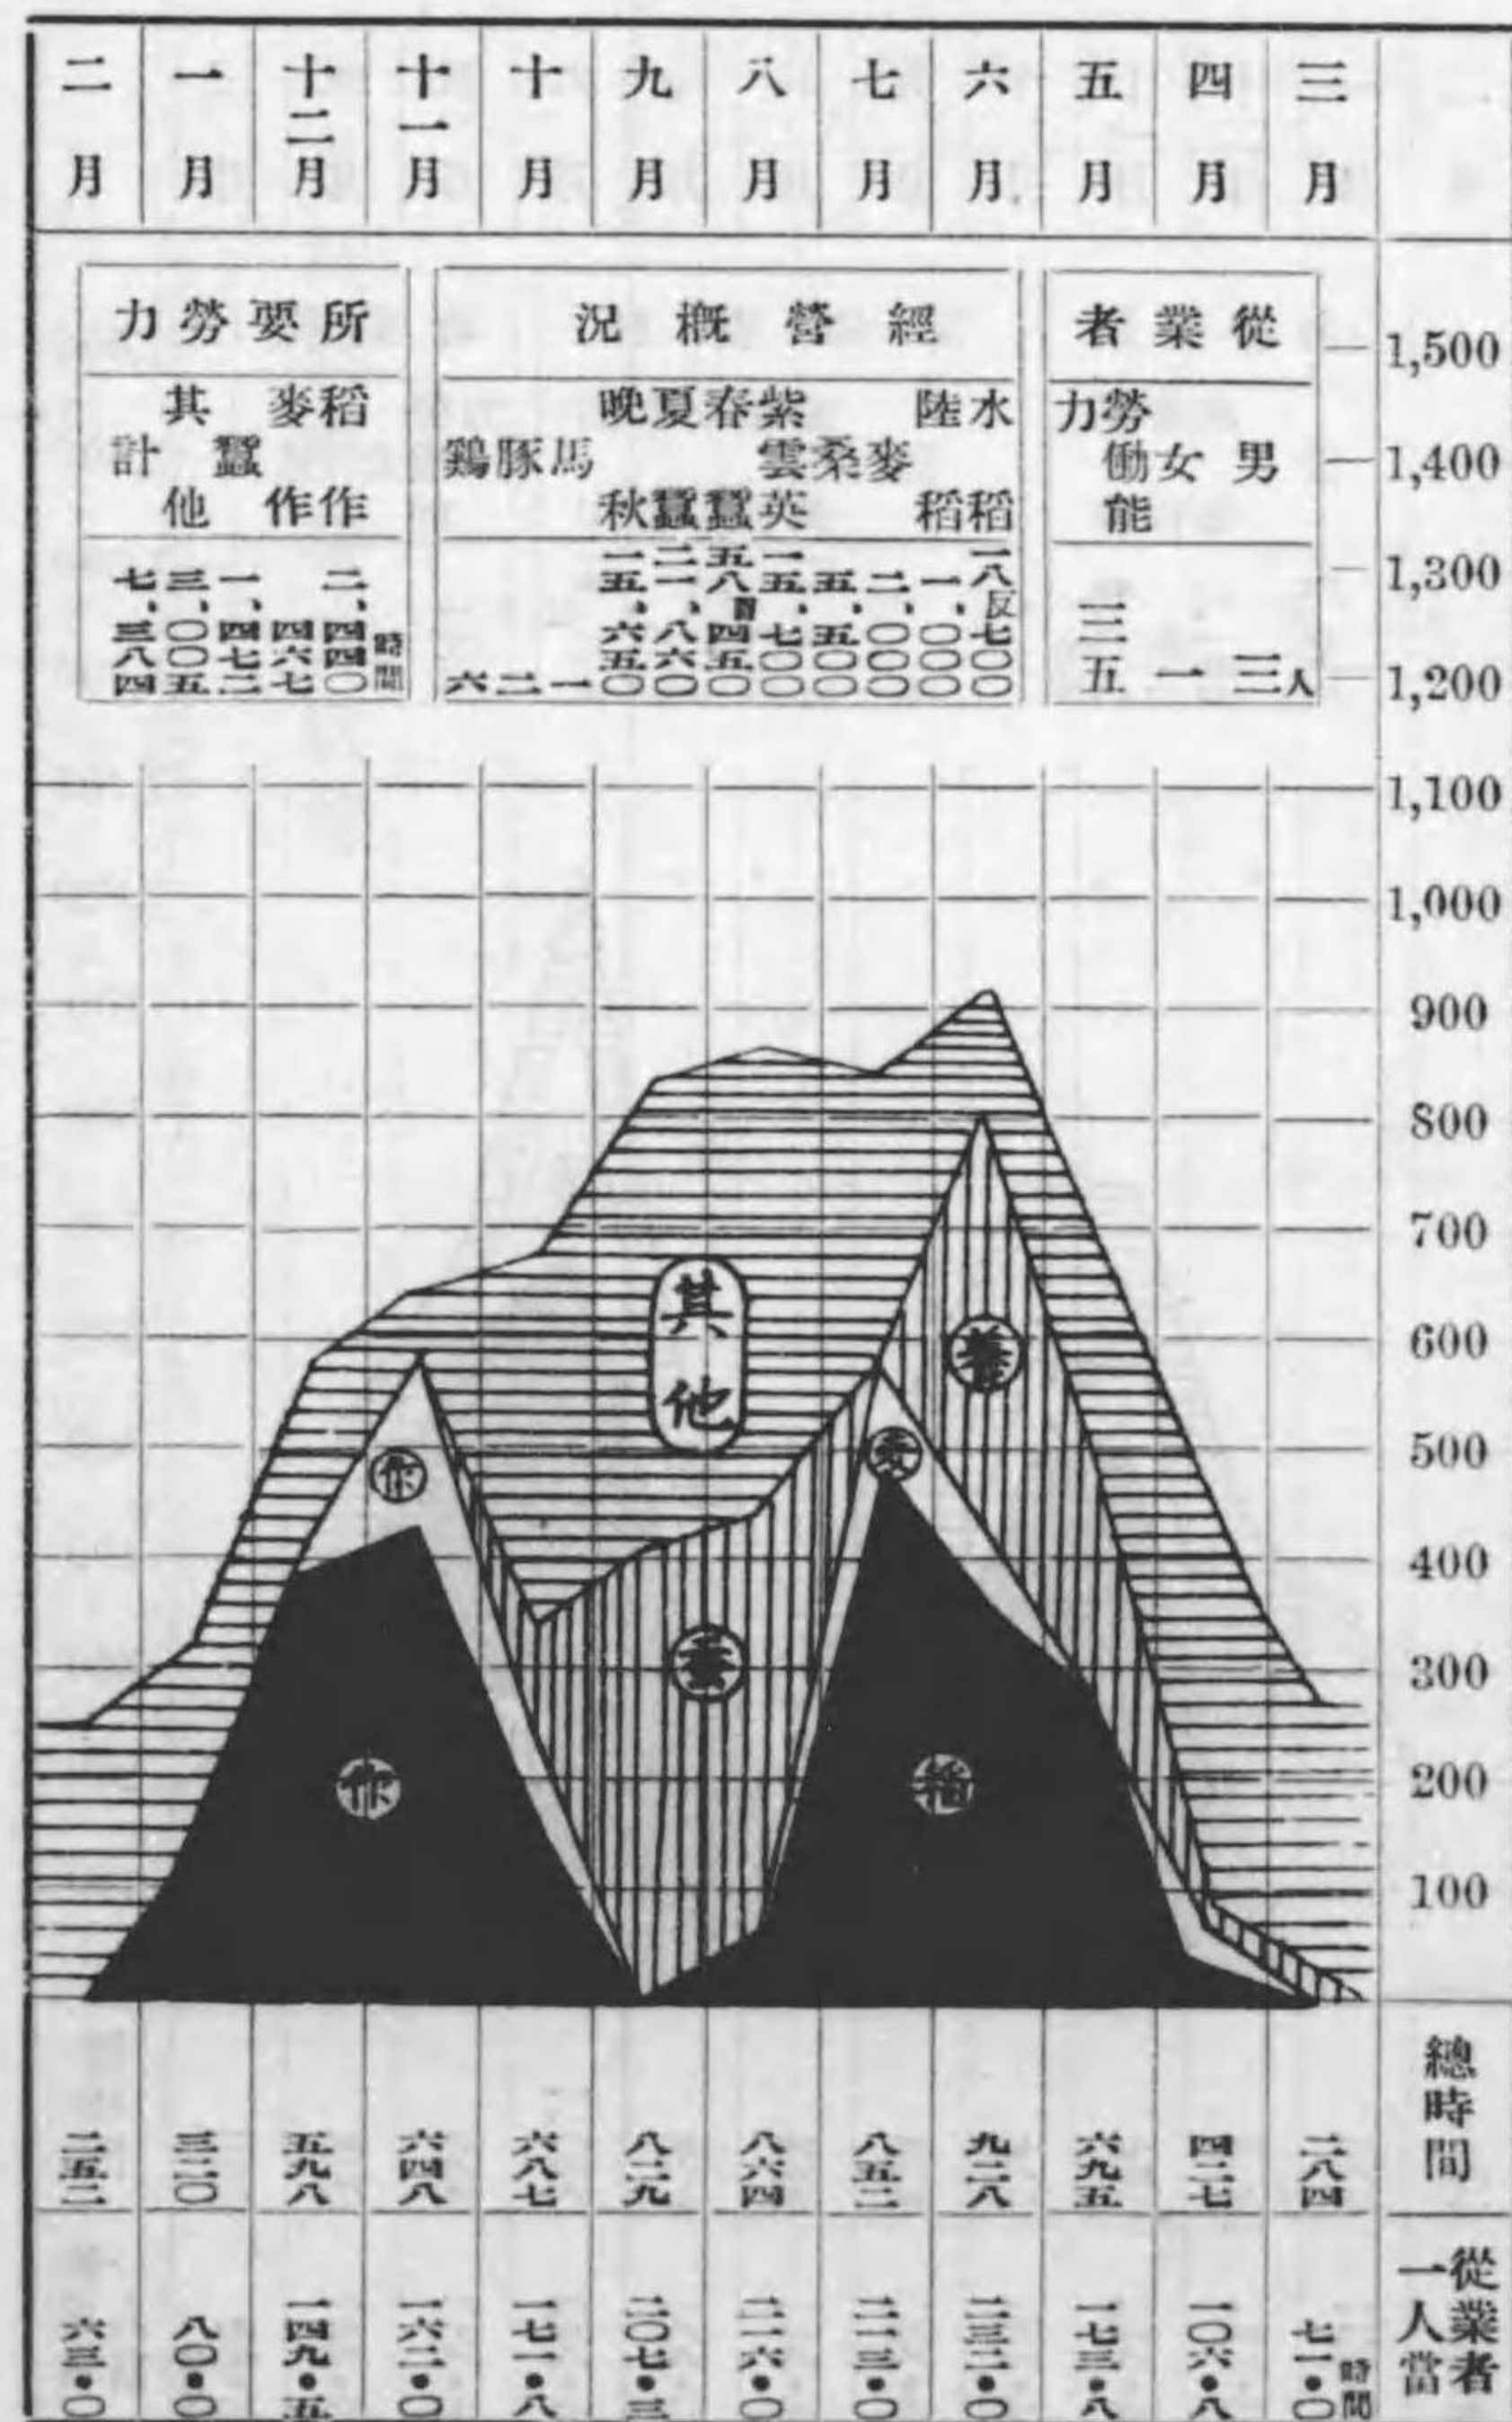 三月
四月
五月
六月
七月
八月
九月
十月
十一月
十二月
一月
二月
從業者
男 三人
女 一
勞働能力 三五
經營概況
水稻 一八反七〇〇
陸稻 一、〇〇〇
麥 二、〇〇〇
桑 五、五〇〇
紫雲英 一五、七〇〇
春蠶 五八 四五〇
夏蠶 二一、八六〇
晩秋 一五、六五〇
馬 一
豚 二
鷄 六
所要勞力
稻作 二、四四〇時間
麥作 四六七
蠶 一、四七二
其他 三、〇〇五
計 七、三八四
1,500
1,400
1,300
1,200
1,100
1,000
900
800
700
600
500
400
300
200
100
養
蠶
麥
作
稻
作
其他
總時間
二八四
四二七
六九五
九二八
八五二
八六四
八二九
六八七
六四八
五九八
三二〇
二五二
從業者一人當
七一・〇時間
一〇六・八
一七三・八
二三二・〇
二一三・〇
二一六・〇
二〇七・三
一七一・八
一六二・〇
一四九・五
八〇・〇
六三・〇